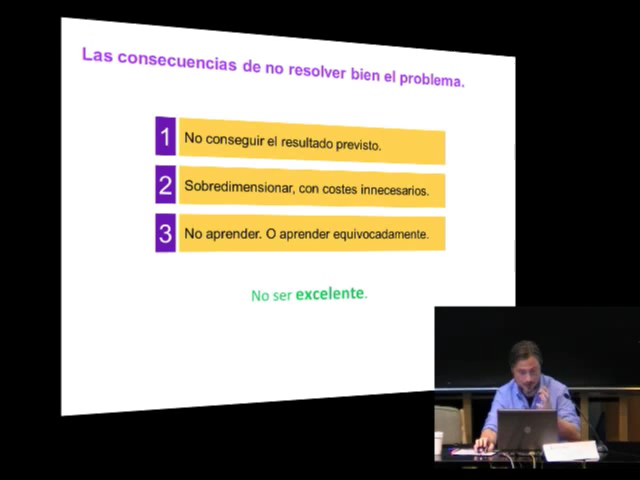 Las consecuencias de no resolver bien el problema.
1 No conseguir el resultado previsto.
2 Sobredimensionar, con costes innecesarios.
3 No aprender. O aprender equivocadamente.
No ser excelente.